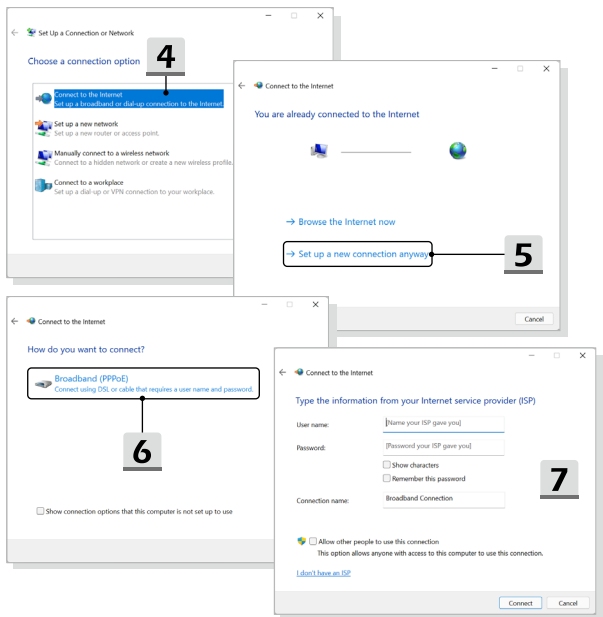 Set Up a Connection or Network
Choose a connection option
4
Connect to the Internet
Set up a broadband or dial-up connection to the Internet.
Set up a new network
Set up a new router or access point.
Manually connect to a wireless network
Connect to a hidden network or create a new wireless profile.
Connect to a workplace
Set up a dial-up or VPN connection to your workplace.
Connect to the Internet
You are already connected to the Internet
→ Browse the Internet now
→ Set up a new connection anyway
5
Cancel
Connect to the Internet
How do you want to connect?
Broadband (PPPoE)
Connect using DSL or cable that requires a user name and password.
6
Show connection options that this computer is not set up to use
Connect to the Internet
Type the information from your Internet service provider (ISP)
User name: [Name your ISP gave you]
Password: [Password your ISP gave you]
Show characters
Remember this password
7
Connection name: Broadband Connection
Allow other people to use this connection
This option allows anyone with access to this computer to use this connection.
I don't have an ISP
Connect Cancel